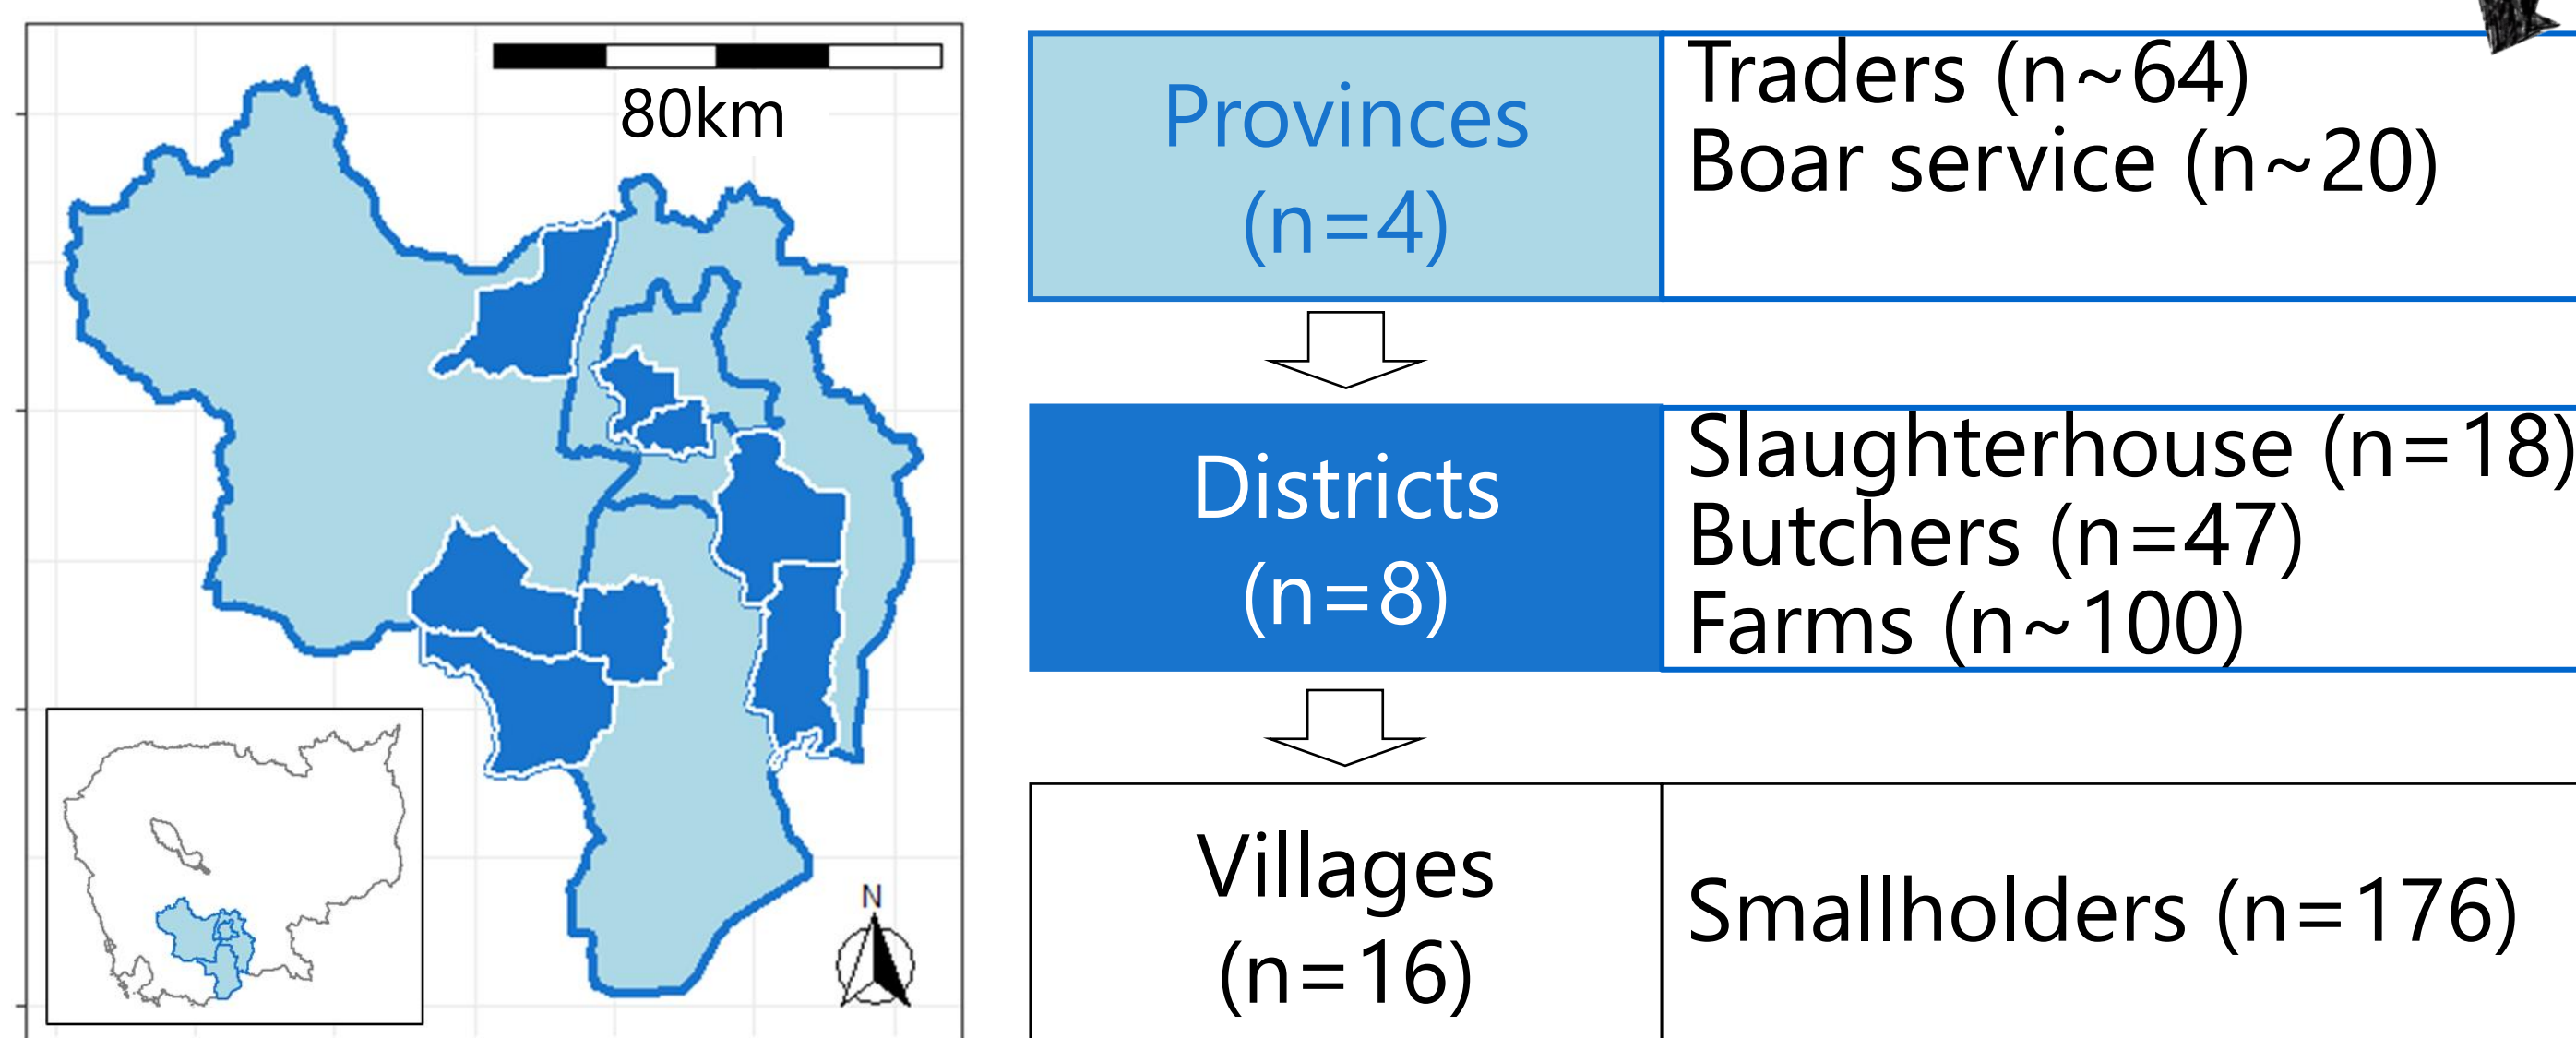 80km
N
Provinces
(n=4)
Traders (n~64)
Boar service (n~20)
Districts
(n=8)
Slaughterhouse (n=18)
Butchers (n=47)
Farms (n~100)
Villages
(n=16)
Smallholders (n=176)